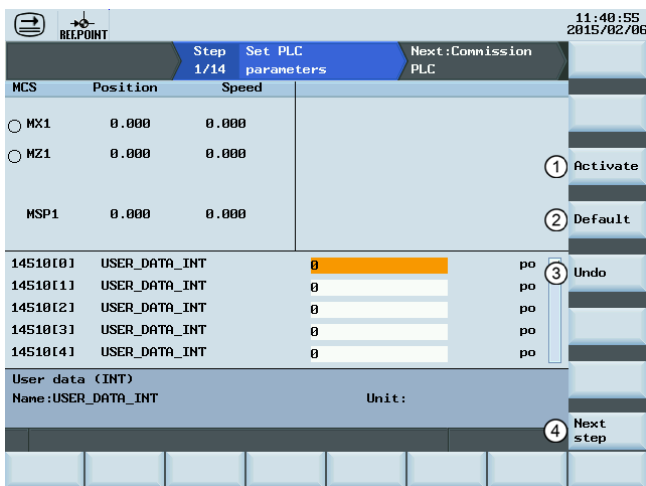 11:40:55
REF.POINT
2015/02/06
Step Set PLC Next:Commission
1/14 parameters PLC
MCS Position Speed
MX1 0.000 0.000
MZ1 0.000 0.000
1 Activate
MSP1 0.000 0.000
2 Default
14510[0] USER_DATA_INT 0 po
3 Undo
14510[1] USER_DATA_INT 0 po
14510[2] USER_DATA_INT 0 po
14510[3] USER_DATA_INT 0 po
14510[4] USER_DATA_INT 0 po
User data (INT)
Name:USER_DATA_INT Unit:
4 Next
step